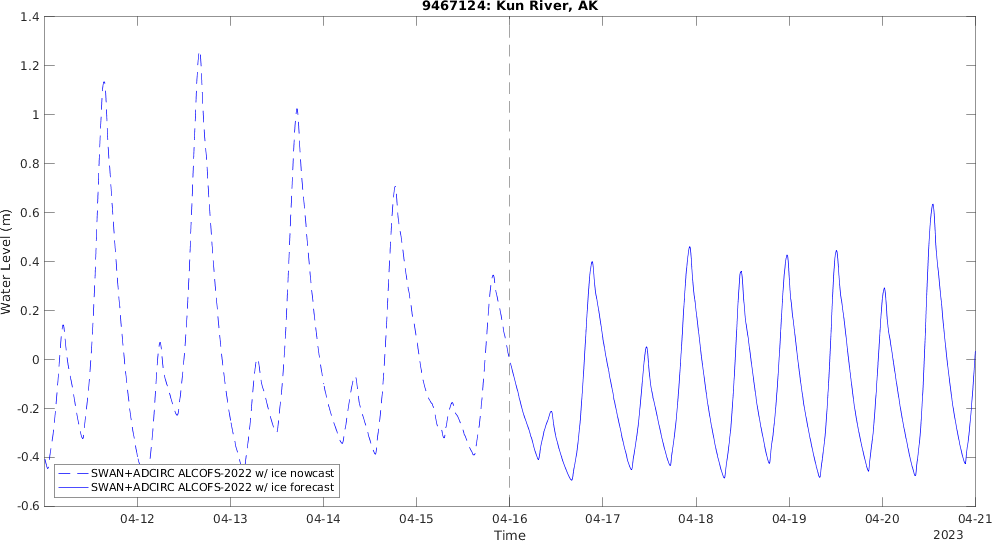 9467124: Kun River, AK
Water Level (m)
1.4
1.2
1
0.8
0.6
0.4
0.2
0
-0.2
-0.4
-0.6
SWAN+ADCIRC ALCOFS-2022 w/ ice nowcast
SWAN+ADCIRC ALCOFS-2022 w/ ice forecast
04-12 04-13 04-14 04-15 04-16 04-17 04-18 04-19 04-20 04-21
Time
2023